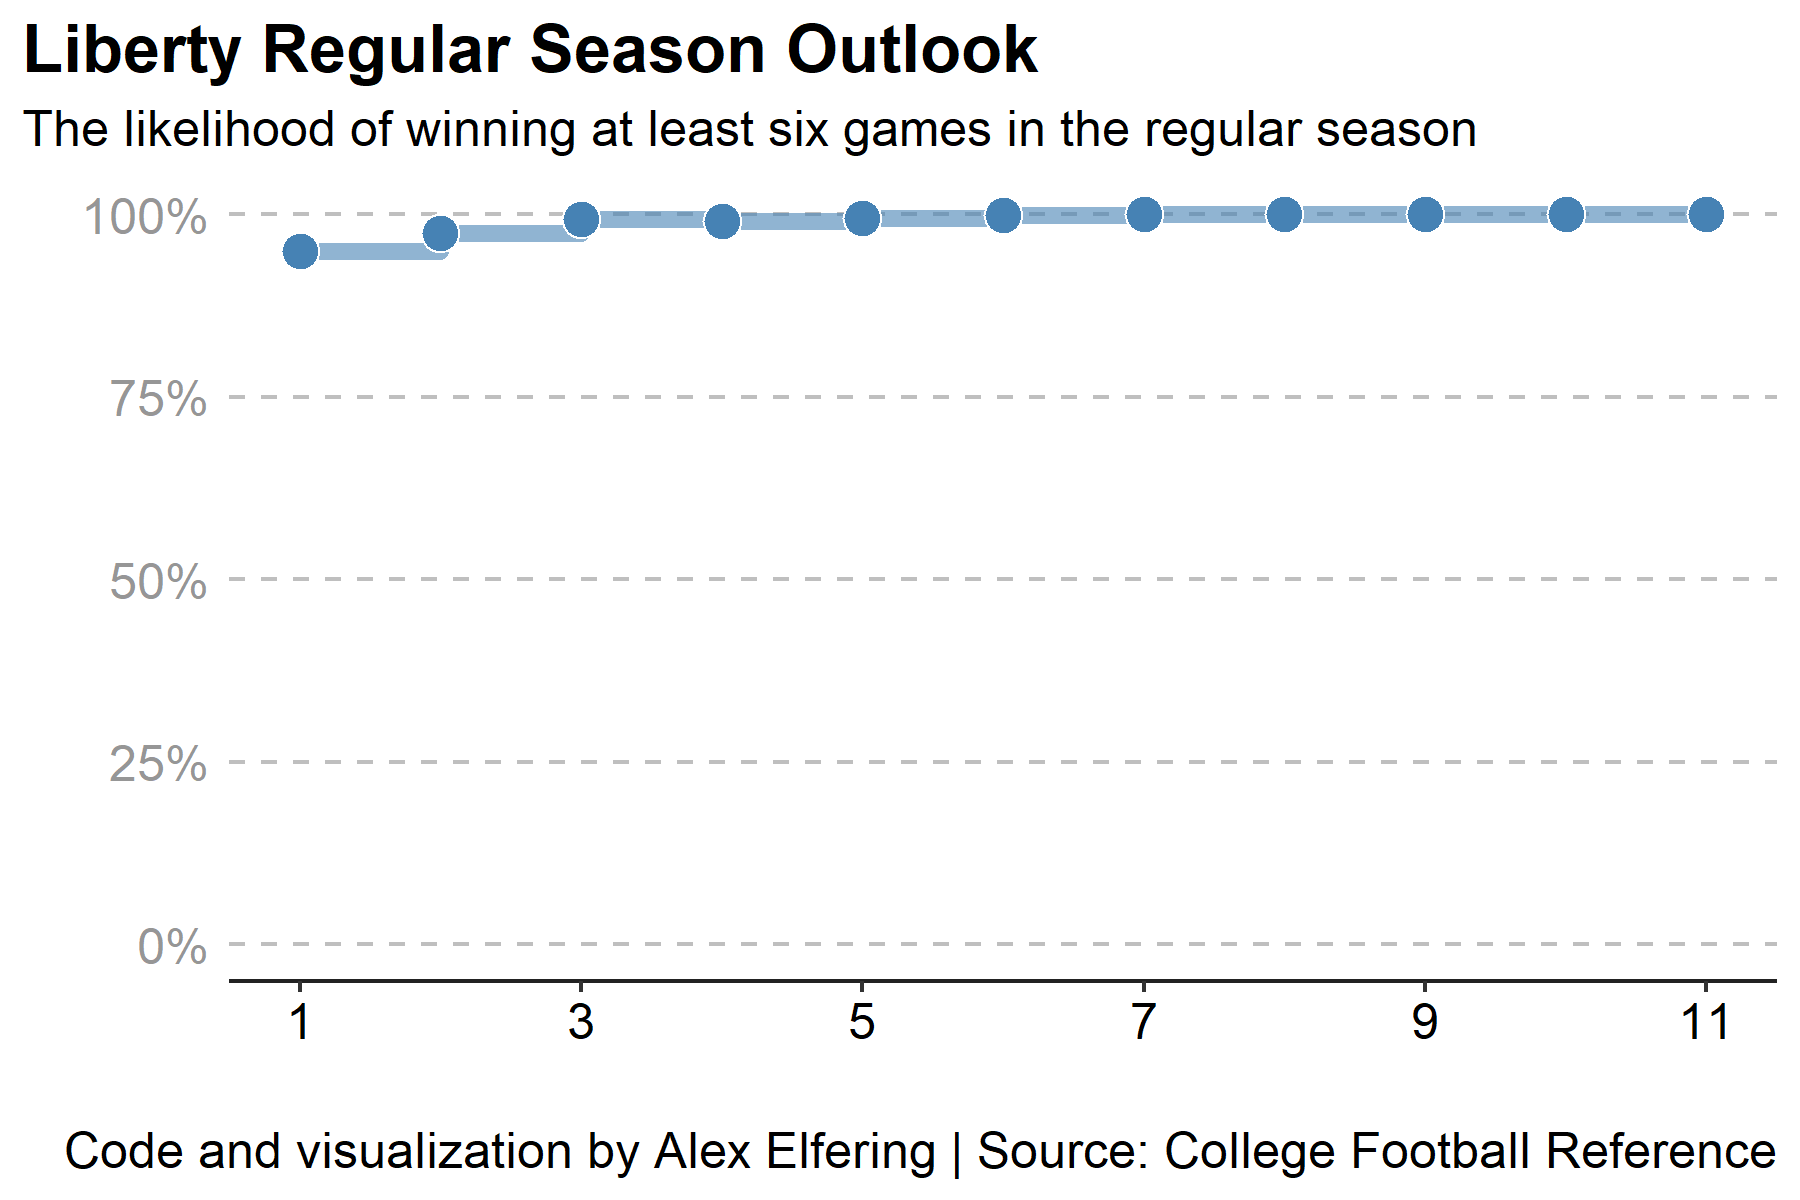 Liberty Regular Season Outlook
The likelihood of winning at least six games in the regular season
100%
75%
50%
25%
0%
1 3 5 7 9 11
Code and visualization by Alex Elfering | Source: College Football Reference